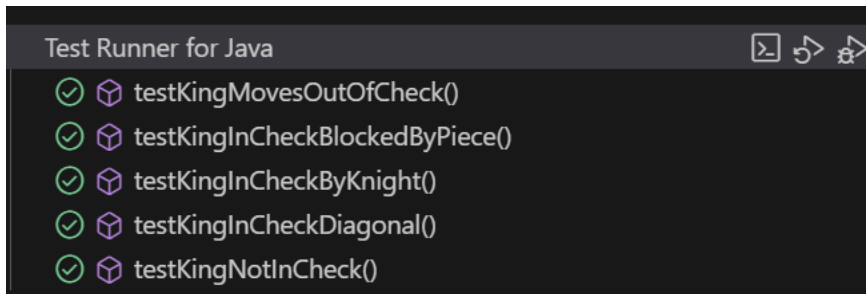 Test Runner for Java
testKingMovesOutOfCheck()
testKingInCheckBlockedByPiece()
testKingInCheckByKnight()
testKingInCheckDiagonal()
testKingNotInCheck()